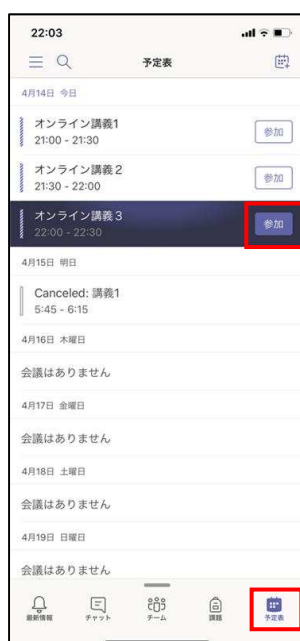 22:03
予定表
4月14日 今日
オンライン講義1
21:00 - 21:30
参加
オンライン講義２
21:30 - 22:00
参加
オンライン講義３
22:00 - 22:30
参加
4月15日 明日
Canceled: 講義1
5:45 - 6:15
4月16日 木曜日
会議はありません
4月17日 金曜日
会議はありません
4月18日 土曜日
会議はありません
4月19日 日曜日
会議はありません
最新情報 チャット チーム 課題 予定表